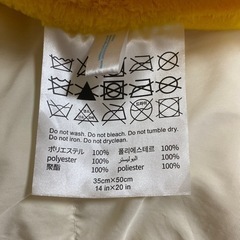 Do not wash. Do not bleach. Do not tumble dry.
Do not iron. Do not dryclean.
ポリエステル 100% 폴리에스테르 100%
polyester 100% البوليستر 100%
聚酯 100% poliester 100%
35cm×50cm
14 in×20 in